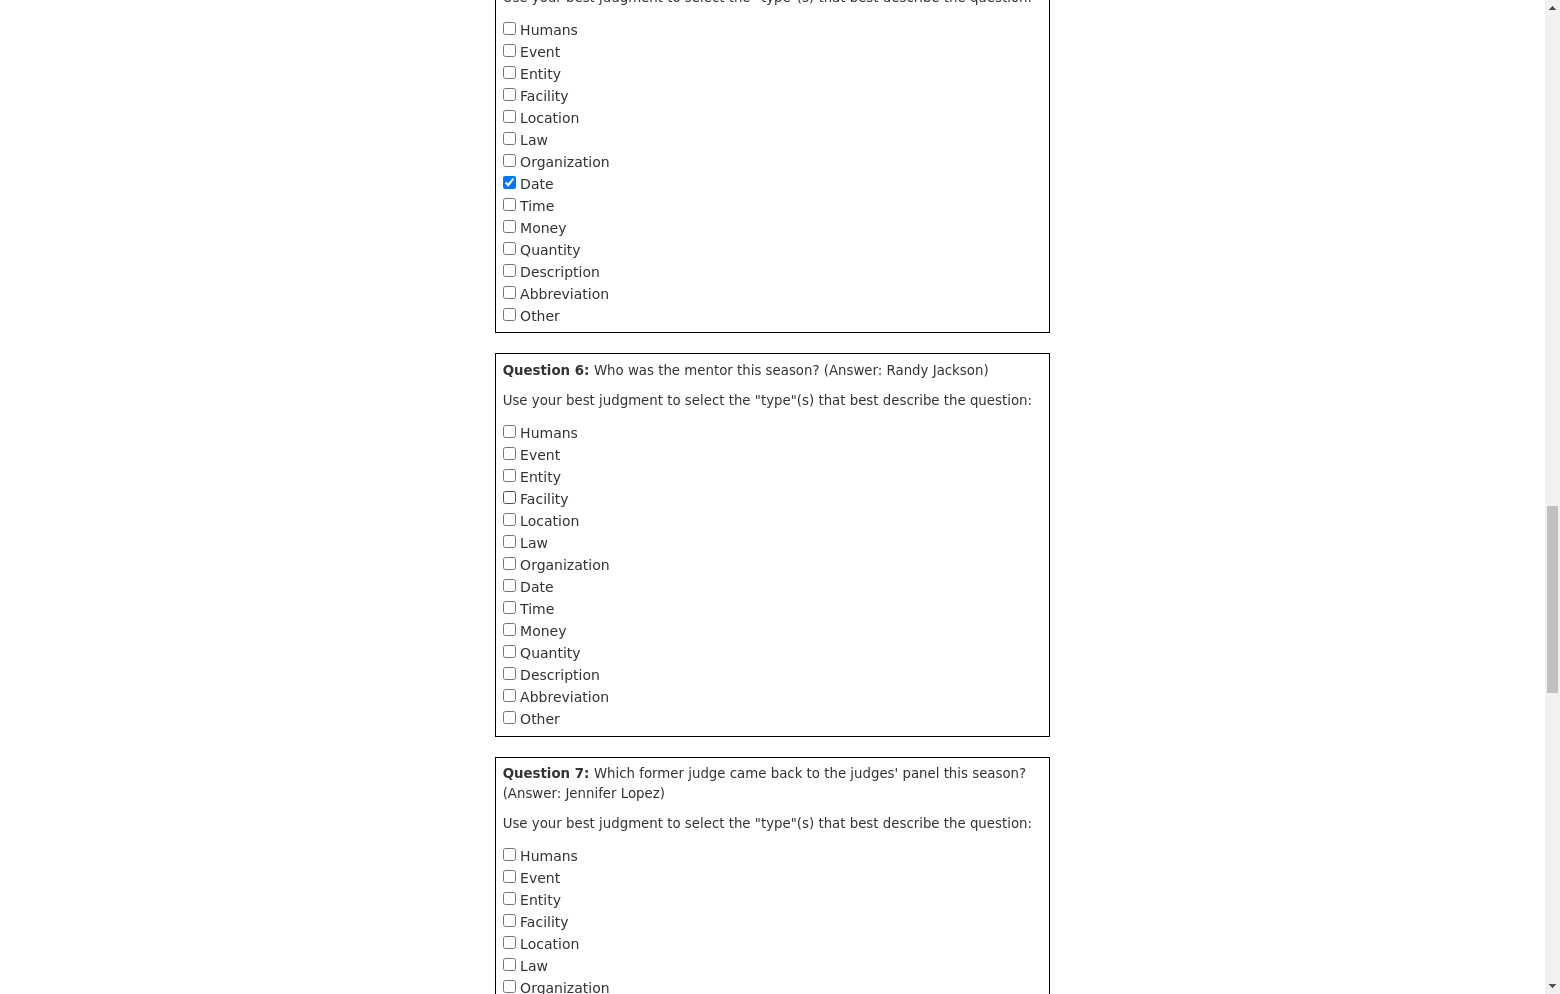 Use your best judgment to select the "type"(s) that best describe the question:
Humans
Event
Entity
Facility
Location
Law
Organization
Date
Time
Money
Quantity
Description
Abbreviation
Other
Question 6: Who was the mentor this season? (Answer: Randy Jackson)
Use your best judgment to select the "type"(s) that best describe the question:
Humans
Event
Entity
Facility
Location
Law
Organization
Date
Time
Money
Quantity
Description
Abbreviation
Other
Question 7: Which former judge came back to the judges' panel this season?
(Answer: Jennifer Lopez)
Use your best judgment to select the "type"(s) that best describe the question:
Humans
Event
Entity
Facility
Location
Law
Organization